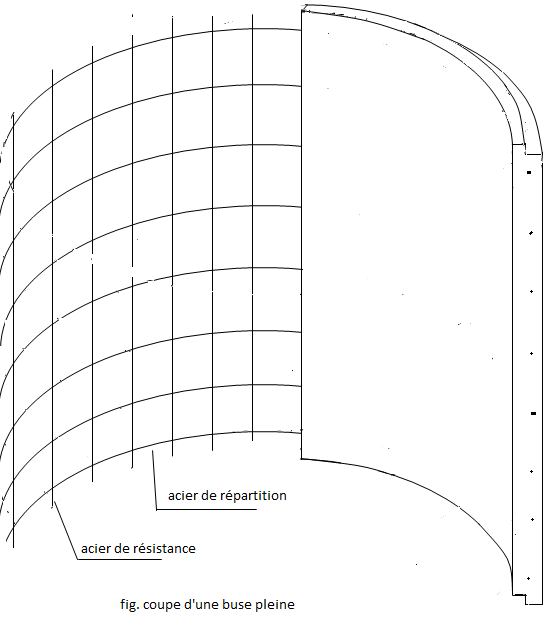 acier de répartition
acier de résistance
fig. coupe d'une buse pleine